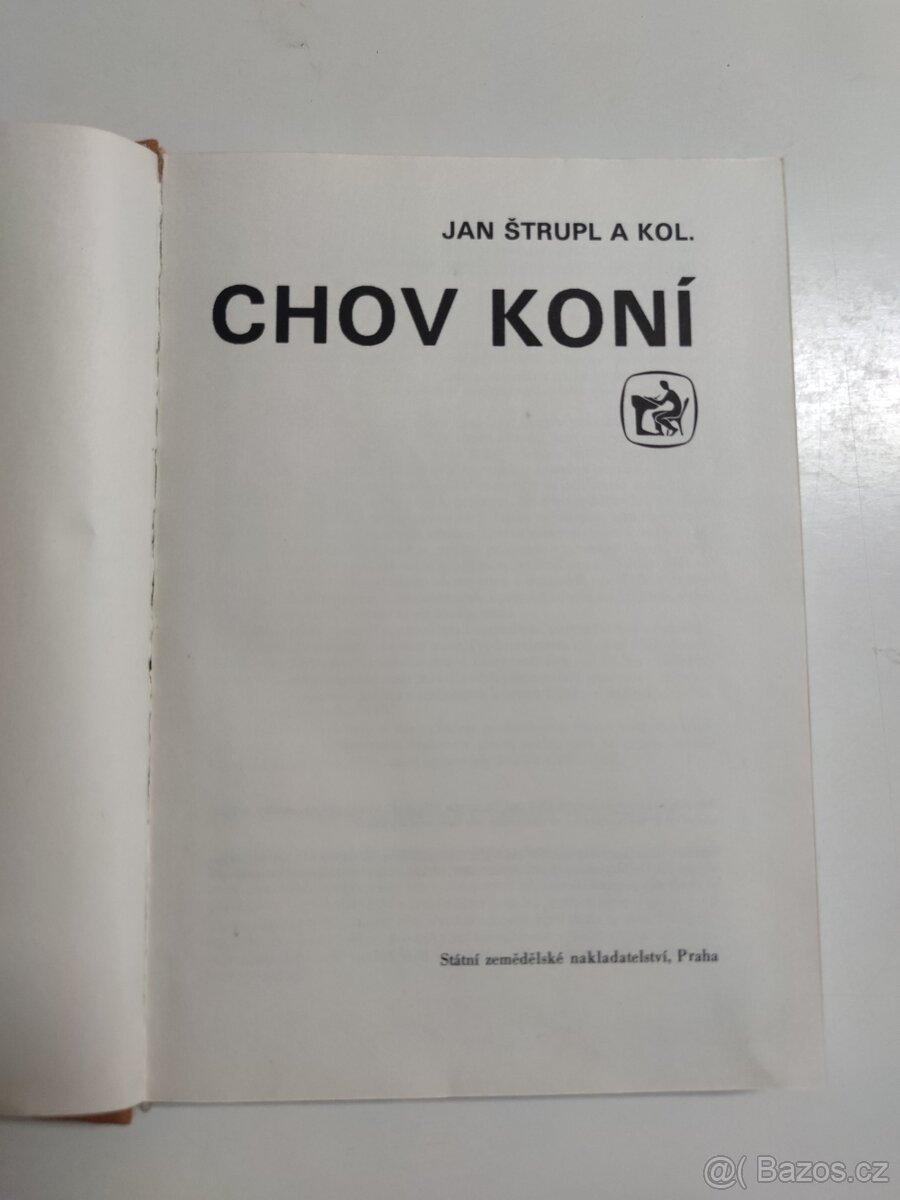 JAN ŠTRUPL A KOL.
CHOV KONÍ
Státní zemědělské nakladatelství, Praha
@( Bazos.cz